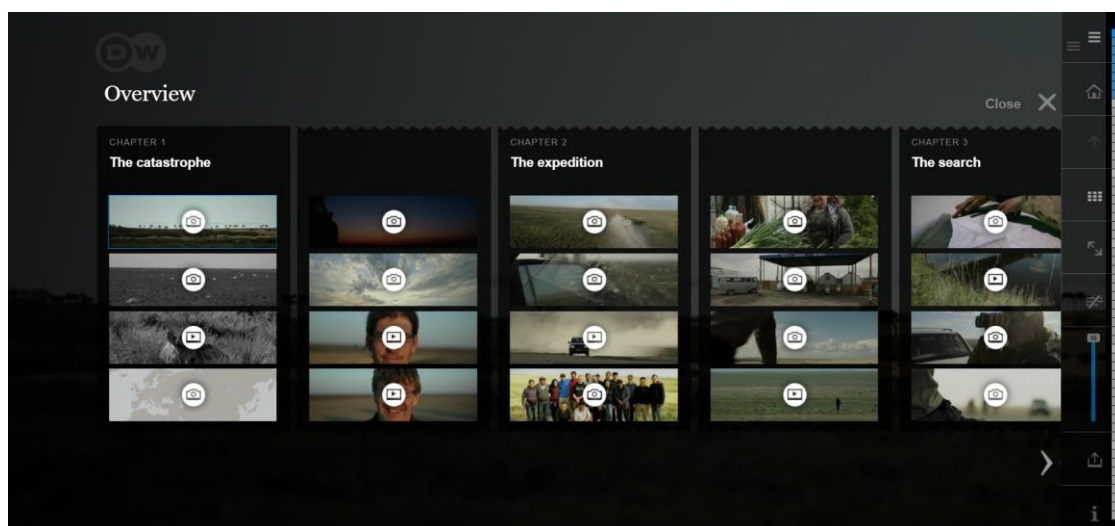 DW
Overview
Close
CHAPTER 1
The catastrophe
CHAPTER 2
The expedition
CHAPTER 3
The search